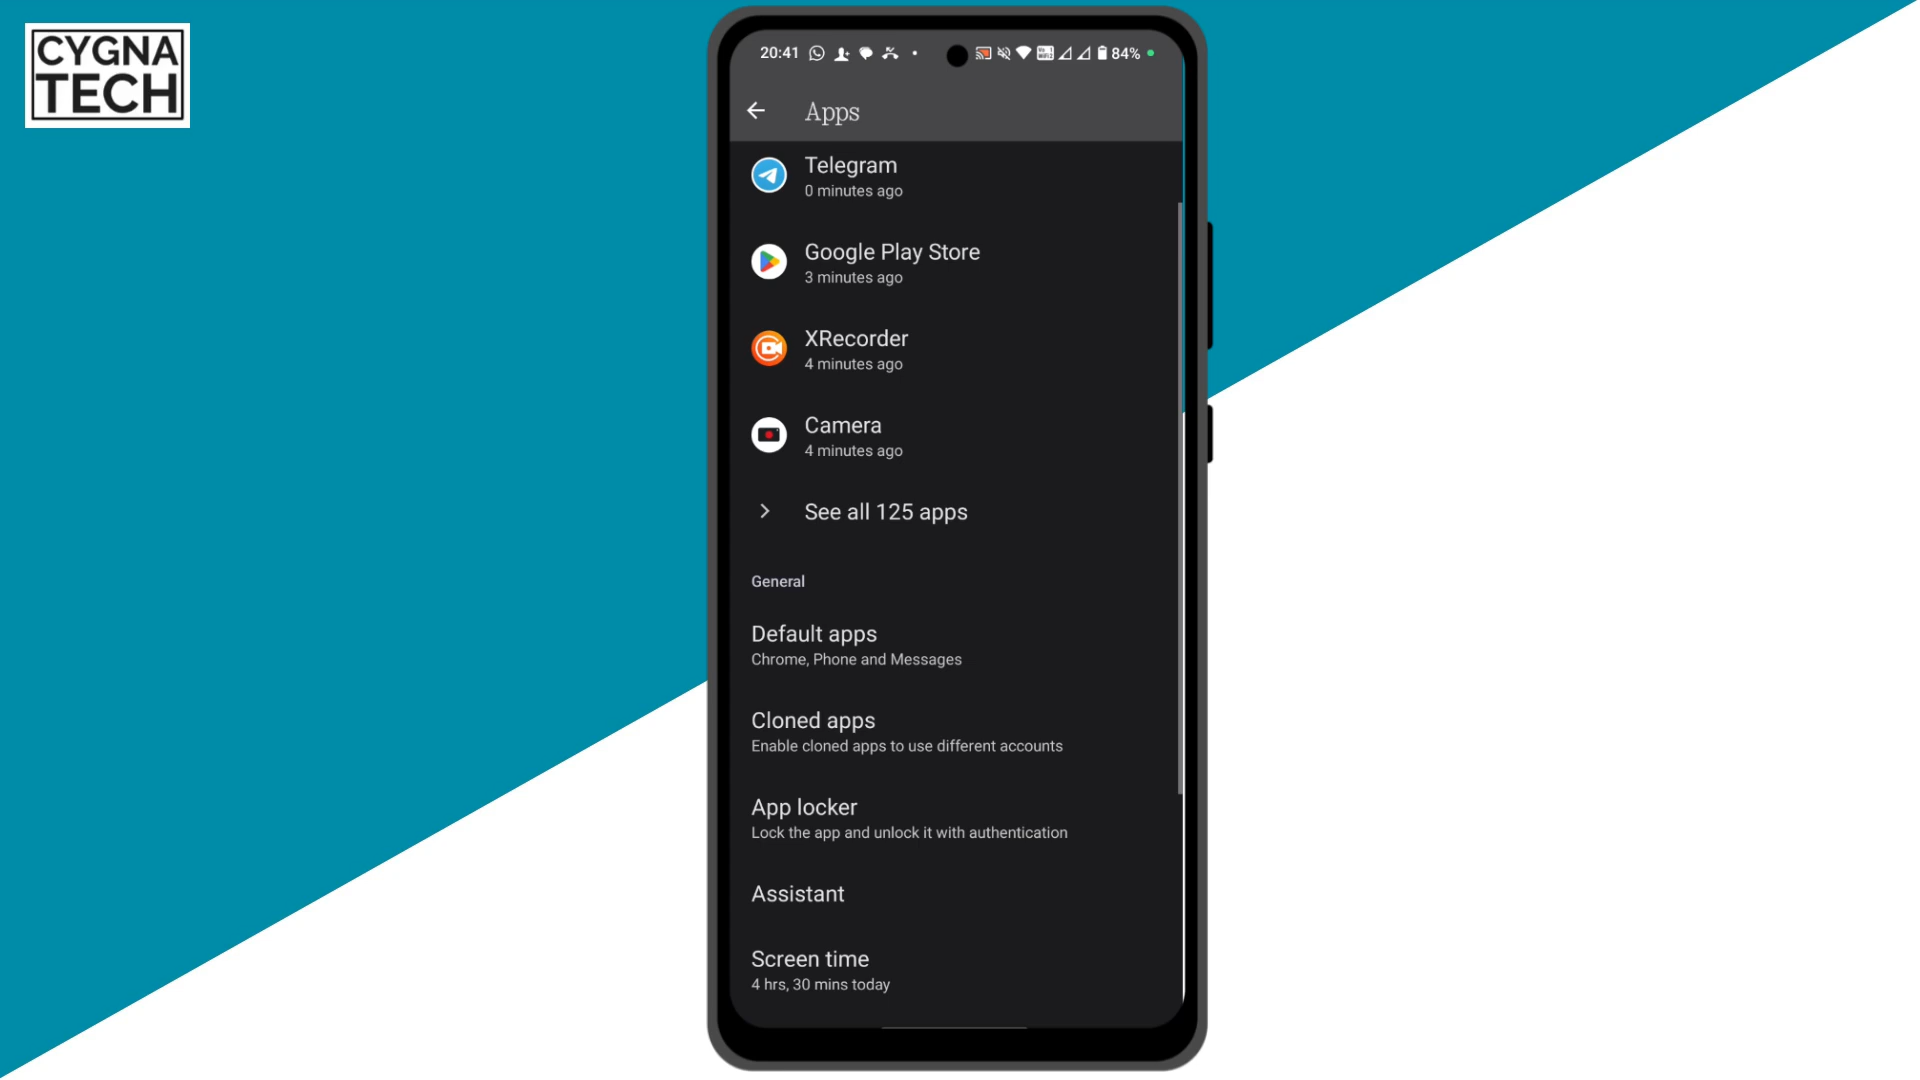 CYGNA
TECH
20:41
84%
Apps
Telegram
0 minutes ago
Google Play Store
3 minutes ago
XRecorder
4 minutes ago
Camera
4 minutes ago
See all 125 apps
General
Default apps
Chrome, Phone and Messages
Cloned apps
Enable cloned apps to use different accounts
App locker
Lock the app and unlock it with authentication
Assistant
Screen time
4 hrs, 30 mins today